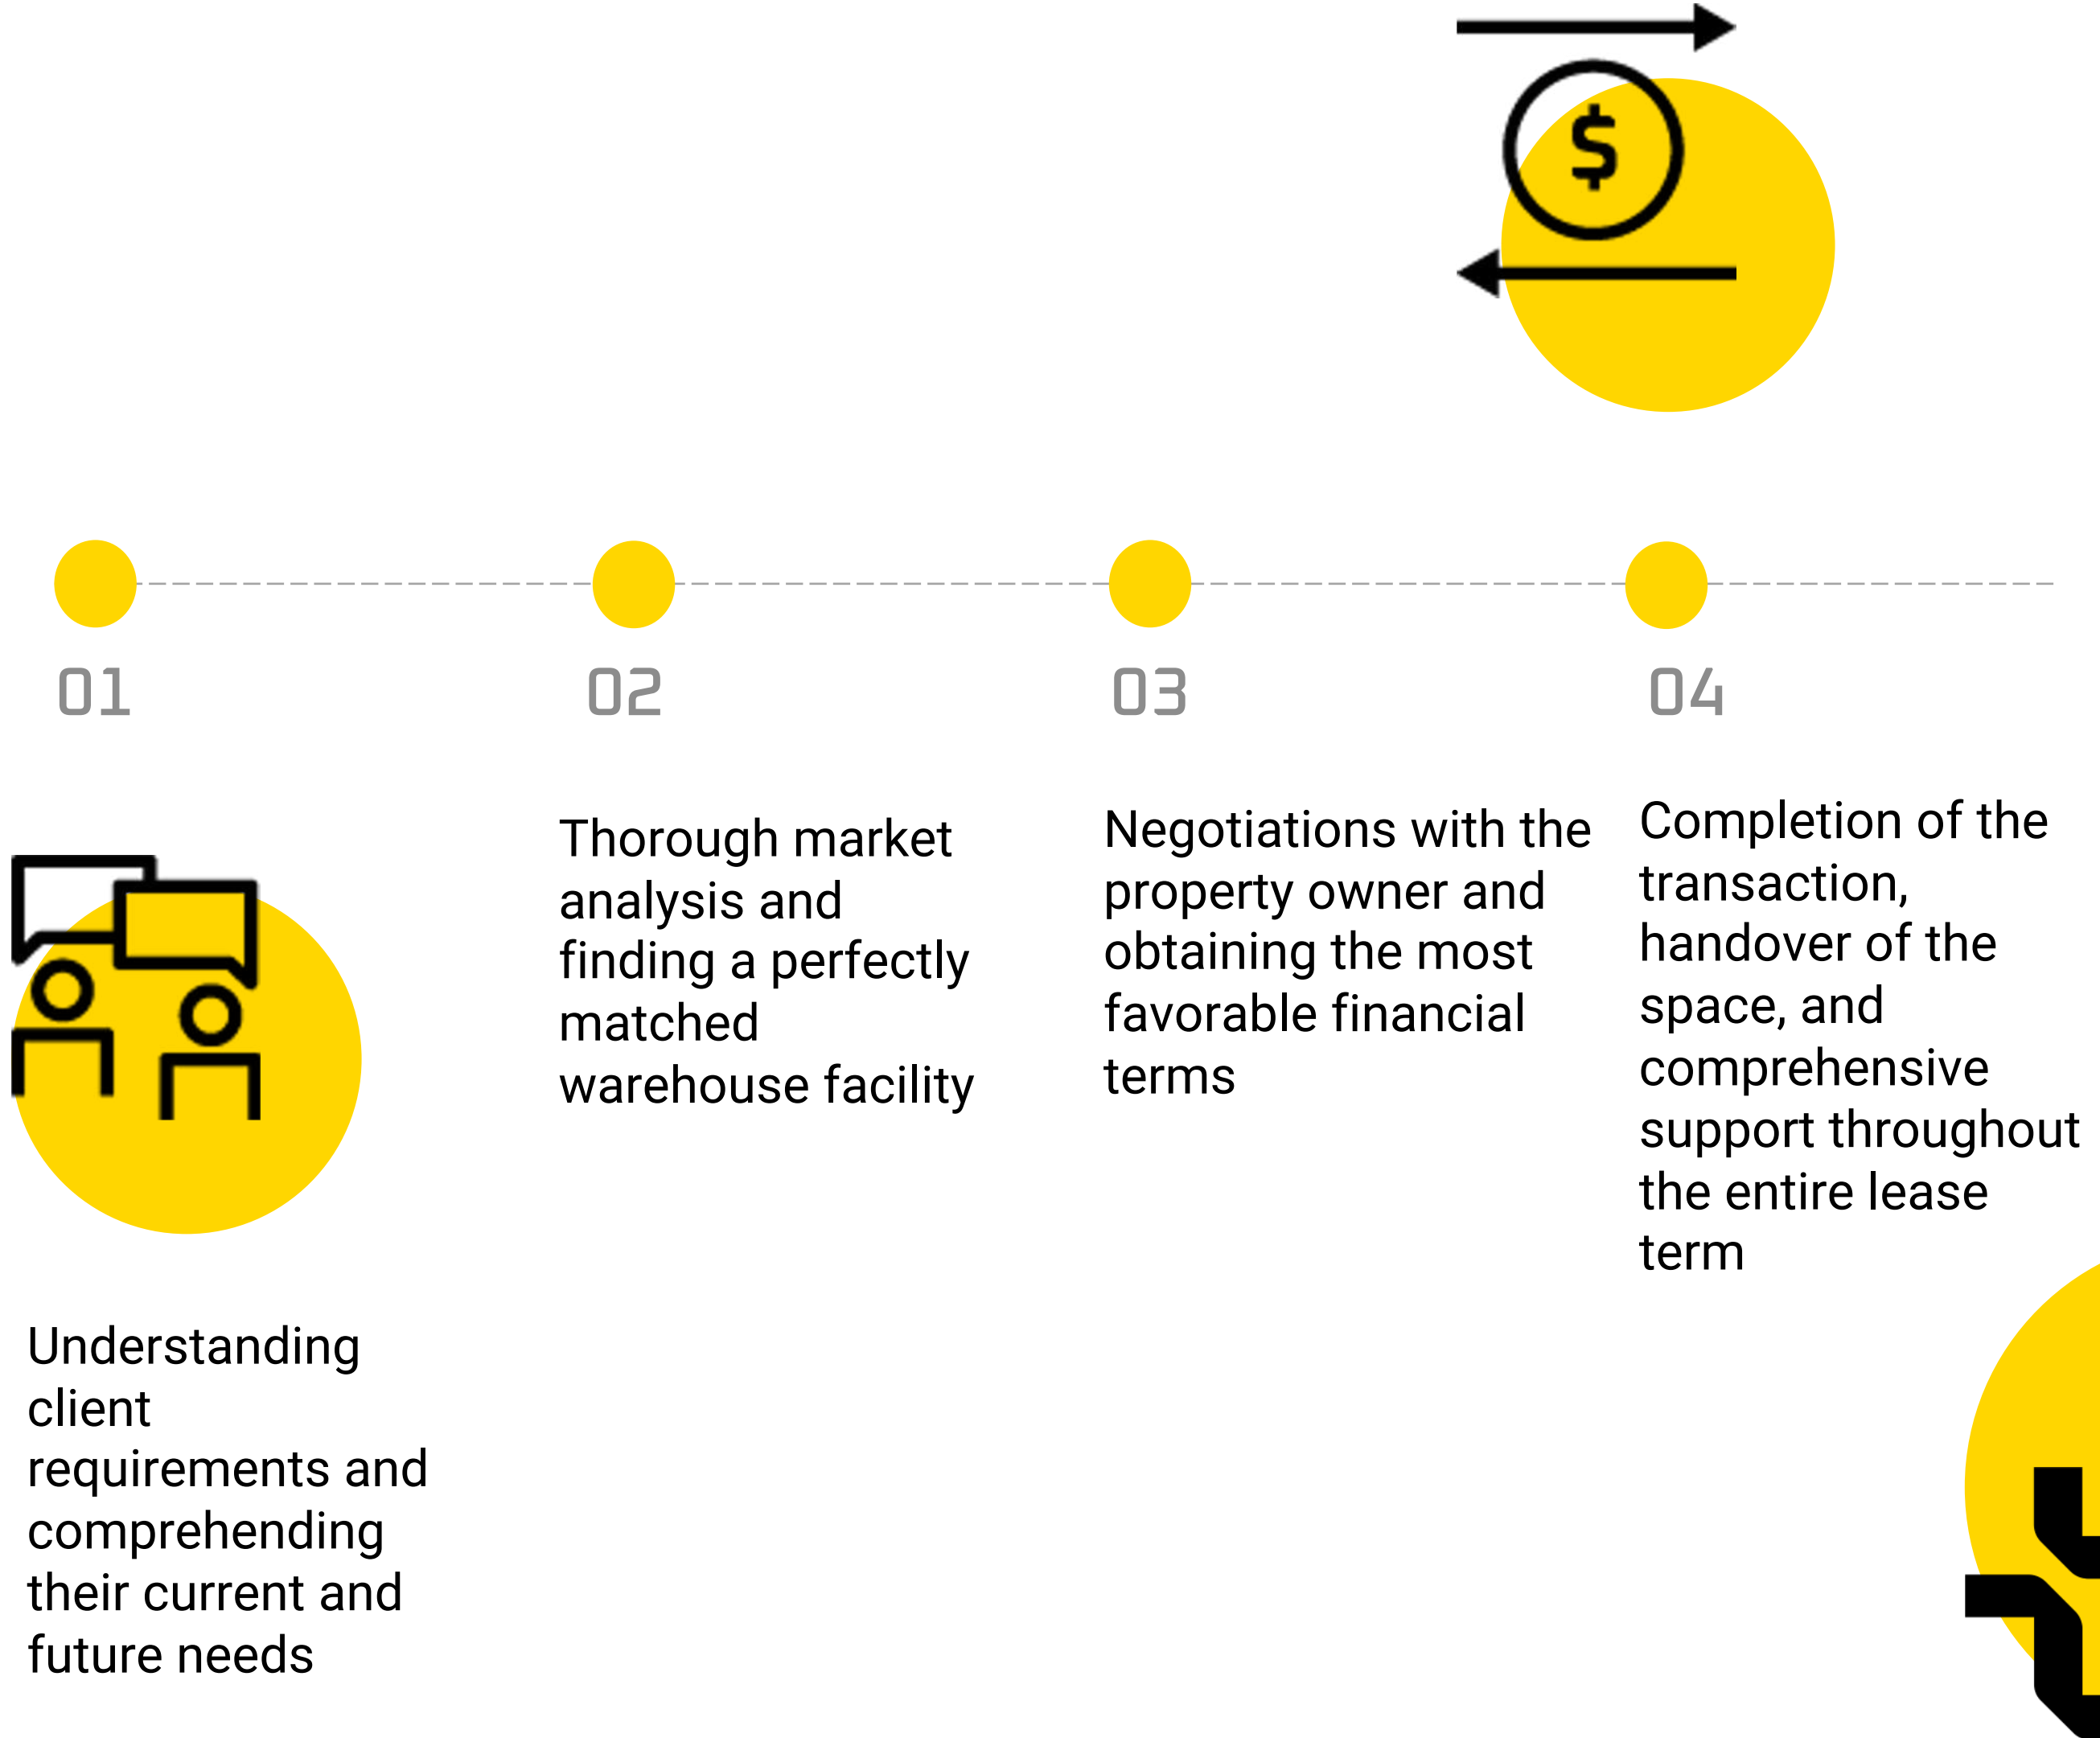 $
01
02
03
04
Understanding
client
requirements and
comprehending
their current and
future needs
Thorough market
analysis and
finding a perfectly
matched
warehouse facility
Negotiations with the
property owner and
obtaining the most
favorable financial
terms
Completion of the
transaction,
handover of the
space, and
comprehensive
support throughout
the entire lease
term